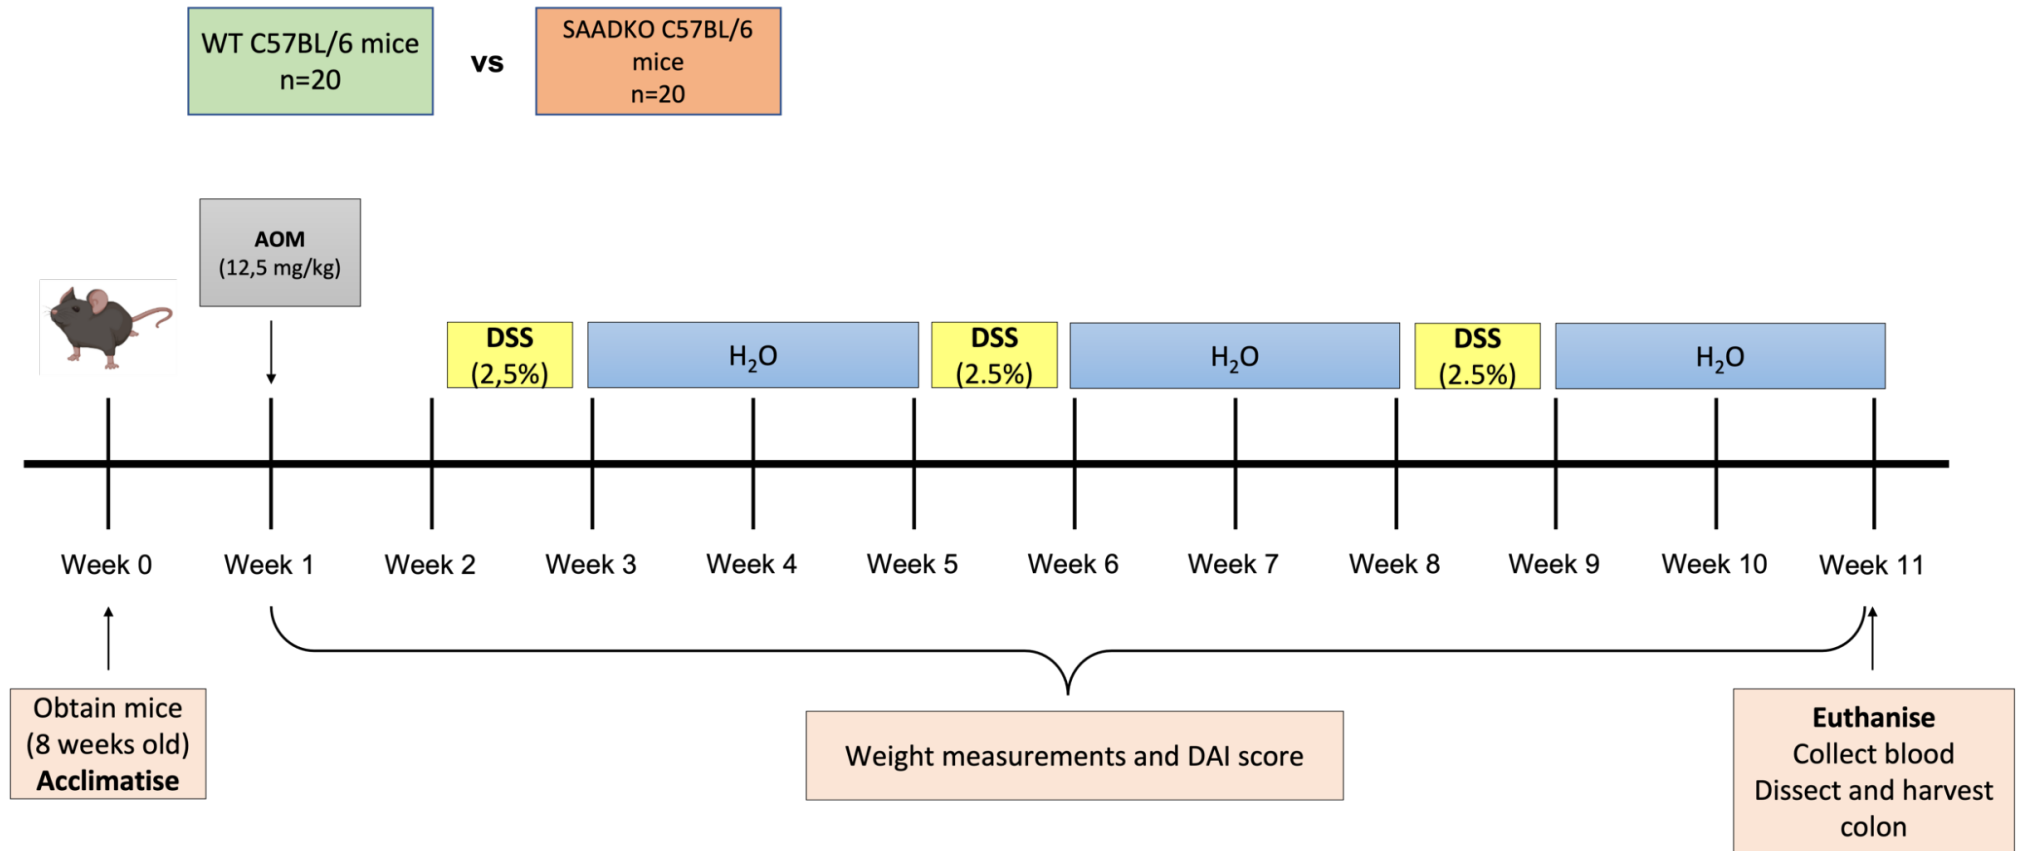 WT C57BL/6 mice
n=20
vs
SAADKO C57BL/6
mice
n=20
AOM
(12,5 mg/kg)
DSS
(2,5%)
H₂O
DSS
(2.5%)
H₂O
DSS
(2.5%)
H₂O
Week 0
Week 1
Week 2
Week 3
Week 4
Week 5
Week 6
Week 7
Week 8
Week 9
Week 10
Week 11
Obtain mice
(8 weeks old)
Acclimatise
Weight measurements and DAI score
Euthanise
Collect blood
Dissect and harvest
colon